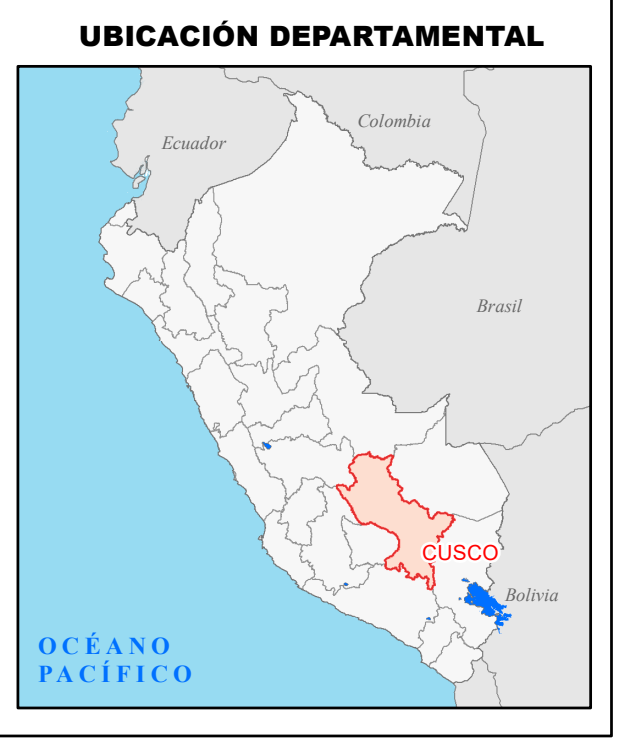 UBICACIÓN DEPARTAMENTAL
Colombia
Ecuador
Brasil
CUSCO
Bolivia
OCÉANO
PACÍFICO